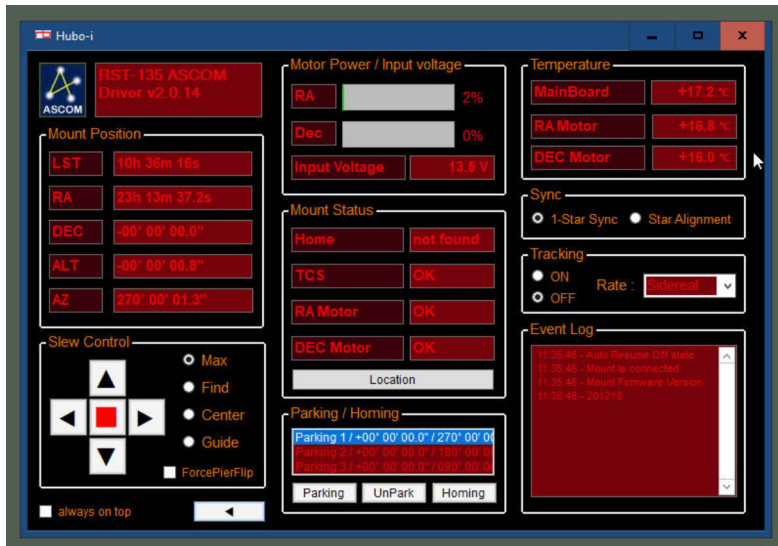 Hubo-i
ASCOM
RST-135 ASCOM
Driver v2.0.14
Mount Position
LST 10h 36m 16s
RA 23h 13m 37.2s
DEC -00° 00' 00.0"
ALT -00° 00' 00.8"
AZ 270° 00' 01.3"
Slew Control
Max
Find
Center
Guide
ForcePierFlip
always on top
Motor Power / Input voltage
RA 2%
Dec 0%
Input Voltage 13.5 V
Mount Status
Home not found
TCS OK
RA Motor OK
DEC Motor OK
Location
Parking / Homing
Parking 1 / +00° 00' 00.0" / 270° 00' 00
Parking 2 / +00° 00' 00.0" / 180° 00' 0
Parking 3 / +00° 00' 00.0" / 090° 00' 0
Parking UnPark Homing
Temperature
MainBoard +17.2 ℃
RA Motor +16.8 ℃
DEC Motor +16.0 ℃
Sync
1-Star Sync Star Alignment
Tracking
ON
OFF
Rate : Sidereal
Event Log
11:35:46 - Auto Resume Off state
11:35:46 - Mount is connected
11:35:46 - Mount Firmware Version
11:35:46 - 201218